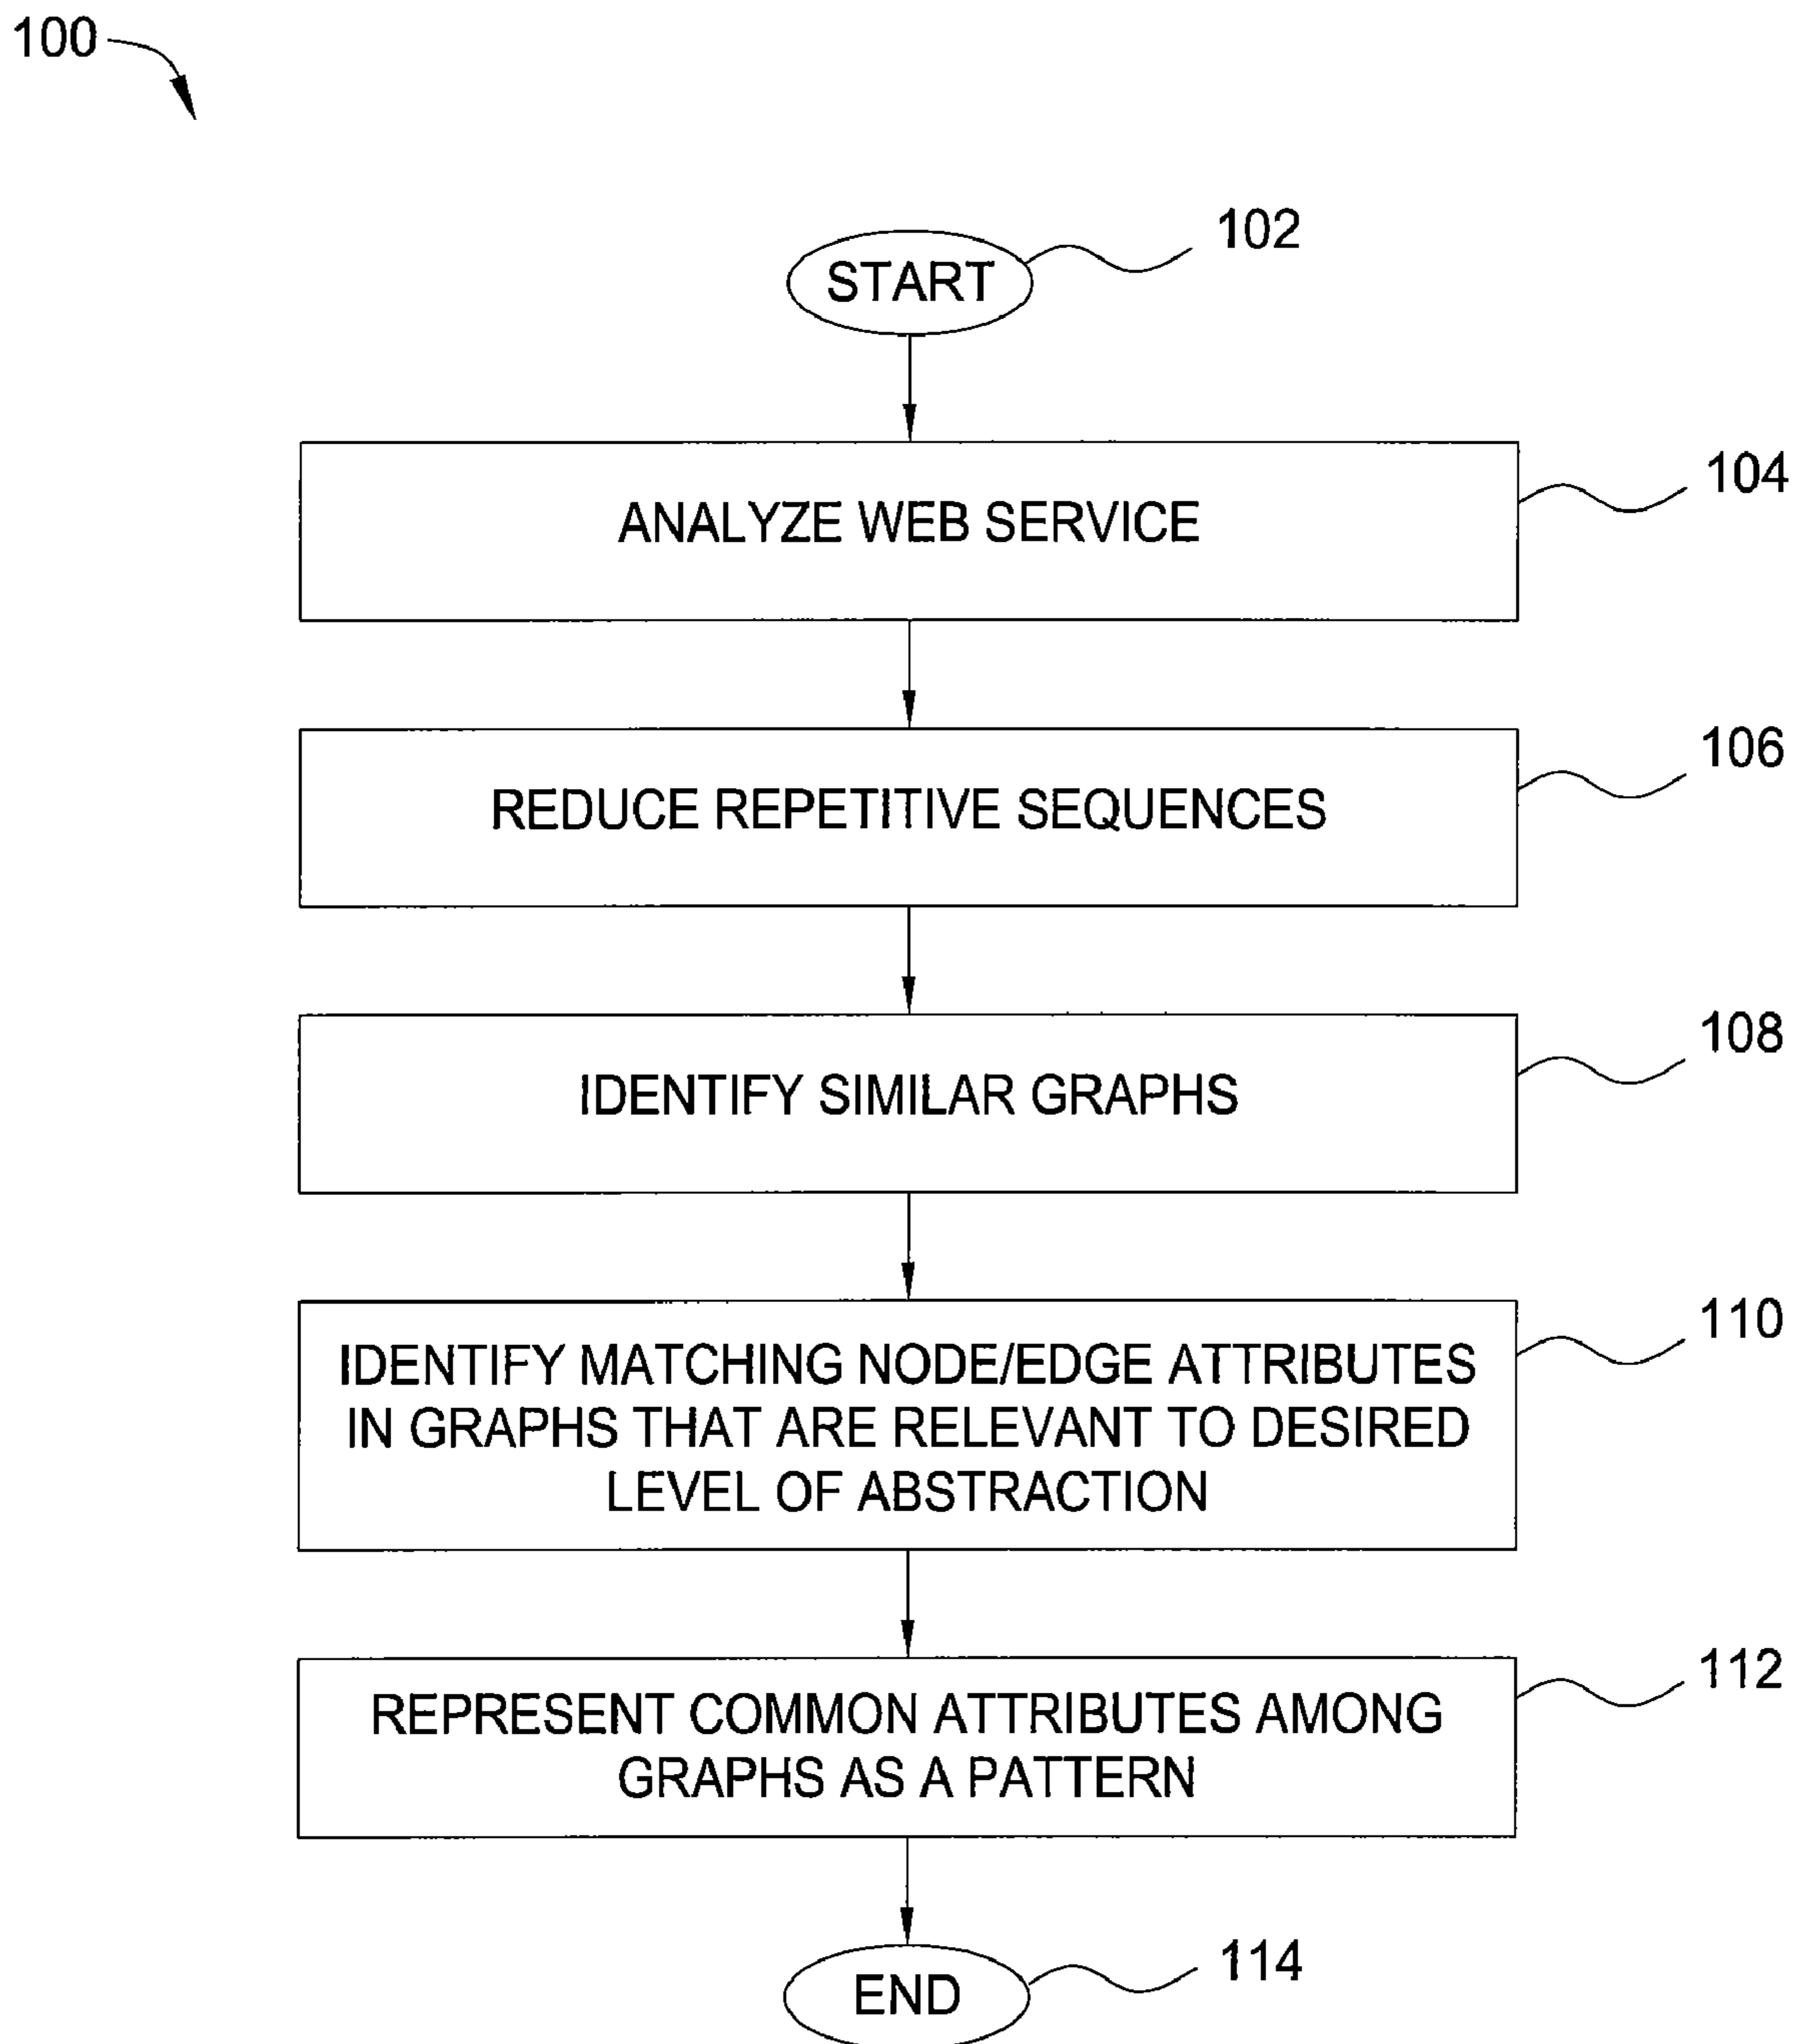 100
102
START
104
ANALYZE WEB SERVICE
106
REDUCE REPETITIVE SEQUENCES
108
IDENTIFY SIMILAR GRAPHS
110
IDENTIFY MATCHING NODE/EDGE ATTRIBUTES
IN GRAPHS THAT ARE RELEVANT TO DESIRED
LEVEL OF ABSTRACTION
112
REPRESENT COMMON ATTRIBUTES AMONG
GRAPHS AS A PATTERN
114
END